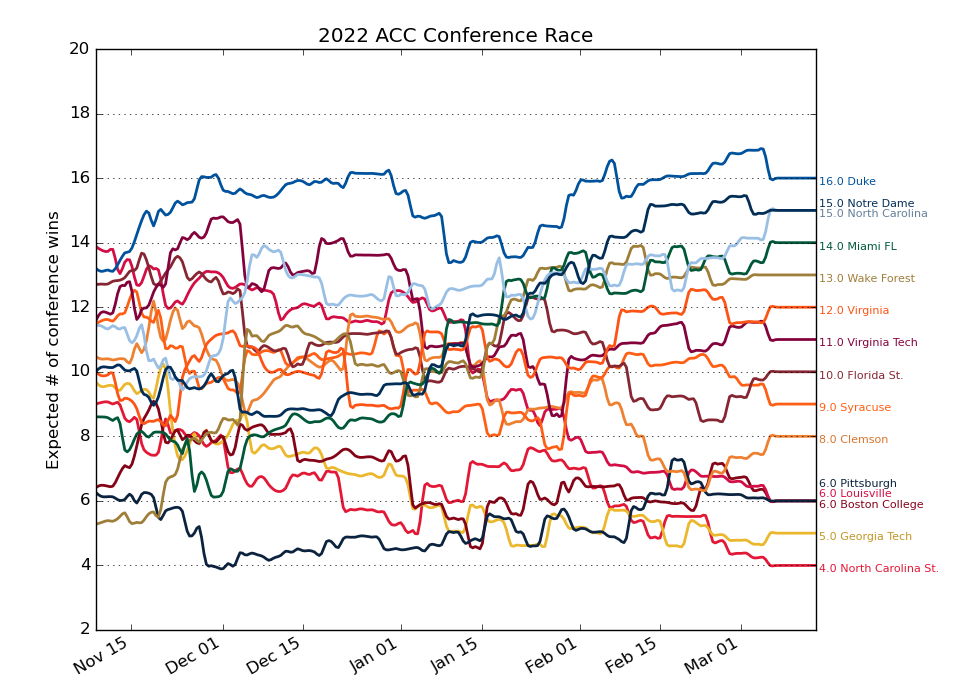 2022 ACC Conference Race
Expected # of conference wins
20
18
16
14
12
10
8
6
4
2
16.0 Duke
15.0 Notre Dame
15.0 North Carolina
14.0 Miami FL
13.0 Wake Forest
12.0 Virginia
11.0 Virginia Tech
10.0 Florida St.
9.0 Syracuse
8.0 Clemson
6.0 Pittsburgh
6.0 Louisville
6.0 Boston College
5.0 Georgia Tech
4.0 North Carolina St.
Nov 15
Dec 01
Dec 15
Jan 01
Jan 15
Feb 01
Feb 15
Mar 01